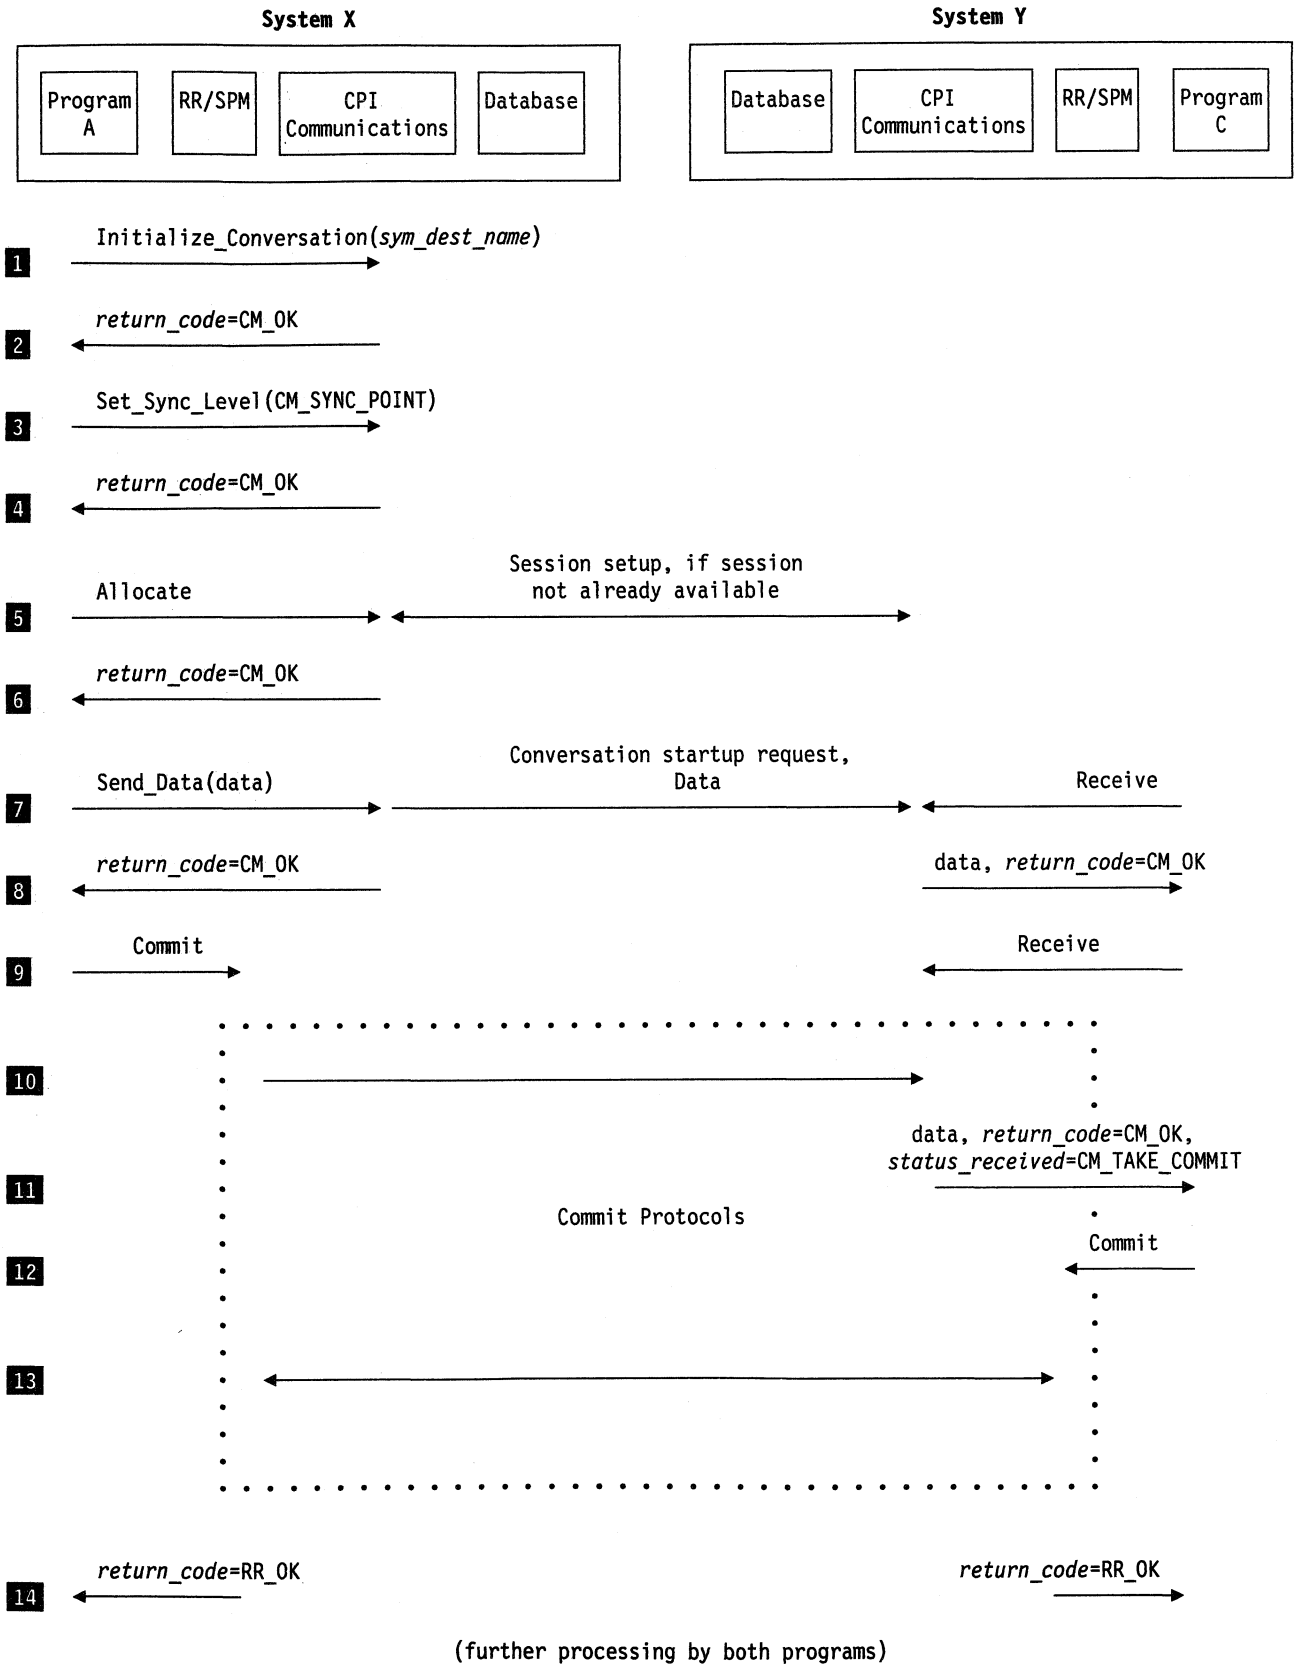 System X
System Y
Program A
RR/SPM
CPI Communications
Database
Database
CPI Communications
RR/SPM
Program C
1
Initialize_Conversation(sym_dest_name)
2
return_code=CM_OK
3
Set_Sync_Level(CM_SYNC_POINT)
4
return_code=CM_OK
5
Allocate
Session setup, if session
not already available
6
return_code=CM_OK
7
Send_Data(data)
Conversation startup request,
Data
Receive
8
return_code=CM_OK
data, return_code=CM_OK
9
Commit
Receive
10
11
data, return_code=CM_OK,
status_received=CM_TAKE_COMMIT
Commit Protocols
12
Commit
13
14
return_code=RR_OK
return_code=RR_OK
(further processing by both programs)